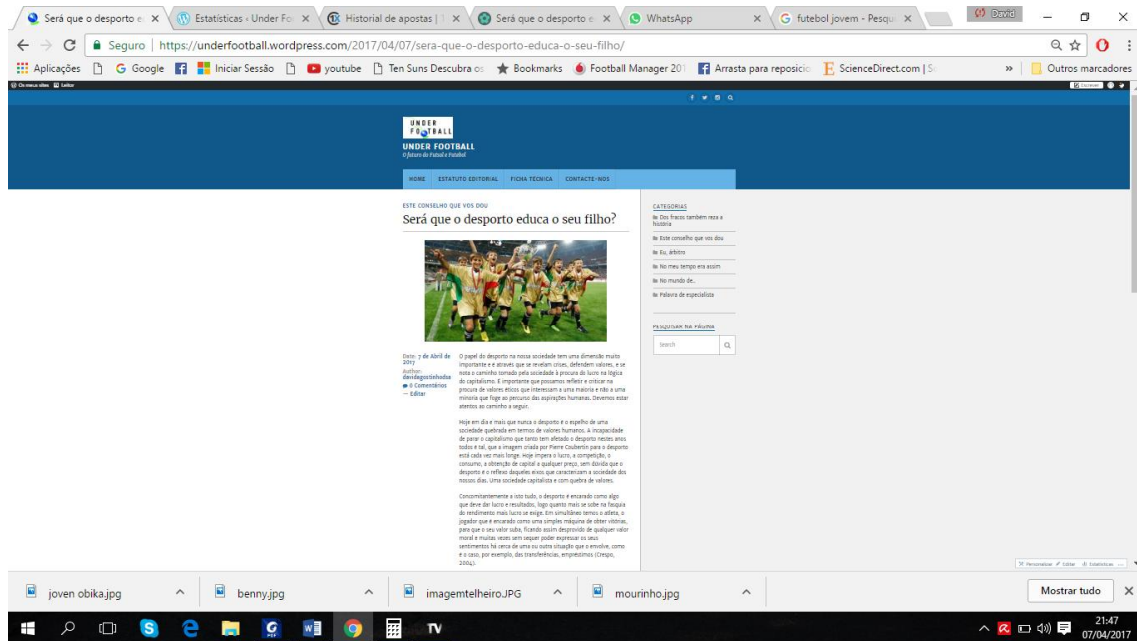 Será que o desporto e
Estatísticas ‹ Under Fo
Historial de apostas | 1
Será que o desporto e
WhatsApp
futebol jovem - Pesqu
David
Seguro | https://underfootball.wordpress.com/2017/04/07/sera-que-o-desporto-educa-o-seu-filho/
Aplicações Google Iniciar Sessão youtube Ten Suns Descubra os Bookmarks Football Manager 201 Arrasta para reposicio ScienceDirect.com | S » Outros marcadores
Os meus sites Leitor Escrever
UNDER
FOOTBALL
UNDER FOOTBALL
O futuro do Futsal e Futebol
HOME ESTATUTO EDITORIAL FICHA TÉCNICA CONTACTE-NOS
ESTE CONSELHO QUE VOS DOU
Será que o desporto educa o seu filho?
Date: 7 de Abril de
2017
Author:
davidagostinhodus
0 Comentários
— Editar
O papel do desporto na nossa sociedade tem uma dimensão muito
importante e é através que se revelam crises, defendem valores, e se
nota o caminho tomado pela sociedade à procura do lucro na lógica
do capitalismo. É importante que possamos refletir e criticar na
procura de valores éticos que interessam a uma maioria e não a uma
minoria que foge ao percurso das aspirações humanas. Devemos estar
atentos ao caminho a seguir.
Hoje em dia e mais que nunca o desporto é o espelho de uma
sociedade quebrada em termos de valores humanos. A incapacidade
de parar o capitalismo que tanto tem afetado o desporto nestes anos
todos é tal, que a imagem criada por Pierre Coubertin para o desporto
está cada vez mais longe. Hoje impera o lucro, a competição, o
consumo, a obtenção de capital a qualquer preço, sem dúvida que o
desporto é o reflexo daqueles eixos que caracterizam a sociedade dos
nossos dias. Uma sociedade capitalista e com quebra de valores.
Concomitantemente a isto tudo, o desporto é encarado como algo
que deve dar lucro e resultados, logo quanto mais se sobe na fasquia
do rendimento mais lucro se exige. Em simultâneo temos o atleta, o
jogador que é encarado como uma simples máquina de obter vitórias,
para que o seu valor suba, ficando assim desprovido de qualquer valor
moral e muitas vezes sem sequer poder expressar os seus
sentimentos há cerca de uma ou outra situação que o envolve, como
é o caso, por exemplo, das transferências, empréstimos (Crespo,
2004).
CATEGORIAS
Dos fracos também reza a
história
Este conselho que vos dou
Eu, árbitro
No meu tempo era assim
No mundo de..
Palavra de especialista
PESQUISAR NA PÁGINA
Search
Personalizar Editar Estatísticas
joven obika.jpg
benny.jpg
imagemtelheiro.JPG
mourinho.jpg
Mostrar tudo
21:47
07/04/2017